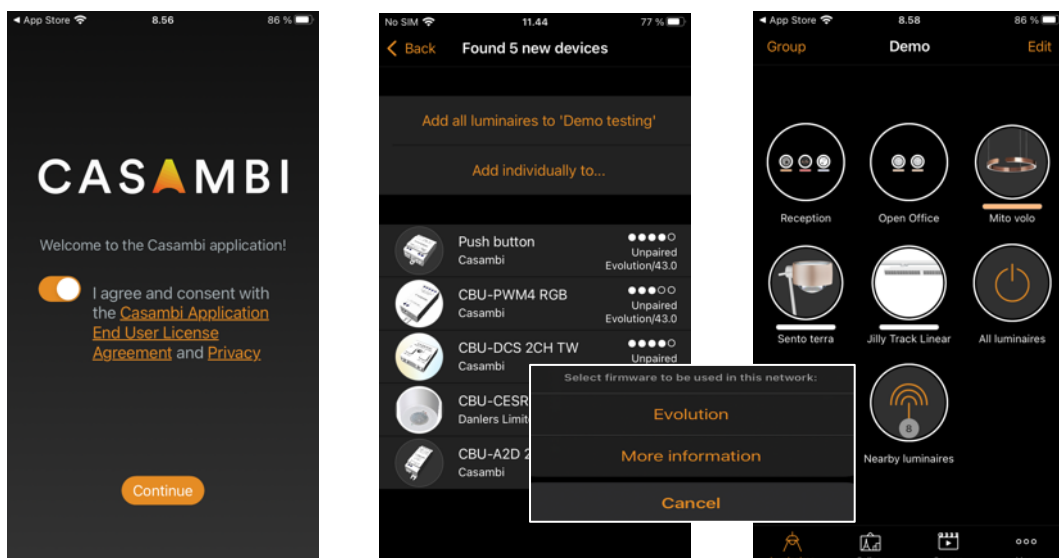 App Store
8.56
86 %
CASAMBI
Welcome to the Casambi application!
I agree and consent with
the Casambi Application
End User License
Agreement and Privacy
Continue
No SIM
11.44
77 %
Back
Found 5 new devices
Add all luminaires to 'Demo testing'
Add individually to...
Push button
Casambi
Unpaired
Evolution/43.0
CBU-PWM4 RGB
Casambi
Unpaired
Evolution/43.0
CBU-DCS 2CH TW
Casambi
Unpaired
CBU-CESR
Danlers Limit
CBU-A2D 2
Casambi
Select firmware to be used in this network:
Evolution
More information
Cancel
App Store
8.58
86 %
Group
Demo
Edit
Reception
Open Office
Mito volo
Sento terra
Jilly Track Linear
All luminaires
8
Nearby luminaires